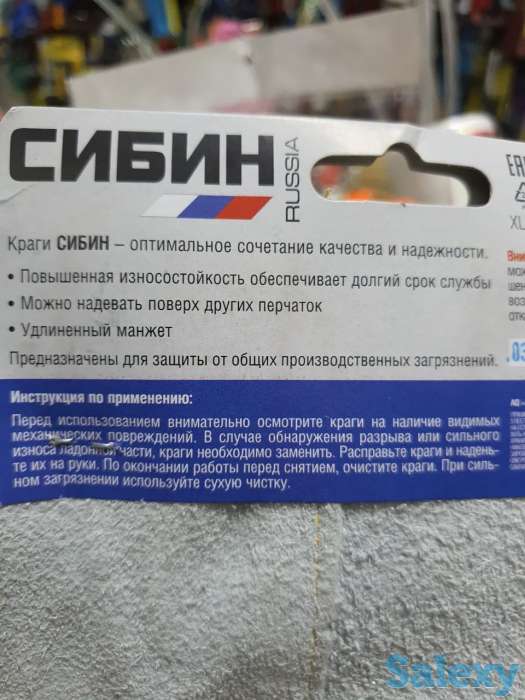 СИБИН
RUSSIA
Краги СИБИН – оптимальное сочетание качества и надежности.
• Повышенная износостойкость обеспечивает долгий срок службы
• Можно надевать поверх других перчаток
• Удлиненный манжет
Предназначены для защиты от общих производственных загрязнений.
Инструкция по применению:
Перед использованием внимательно осмотрите краги на наличие видимых
механических повреждений. В случае обнаружения разрыва или сильного
износа ладонной части, краги необходимо заменить. Расправьте краги и наденьте-
те их на руки. По окончании работы перед снятием, очистите краги. При силь-
ном загрязнении используйте сухую чистку.
XL
Salexy